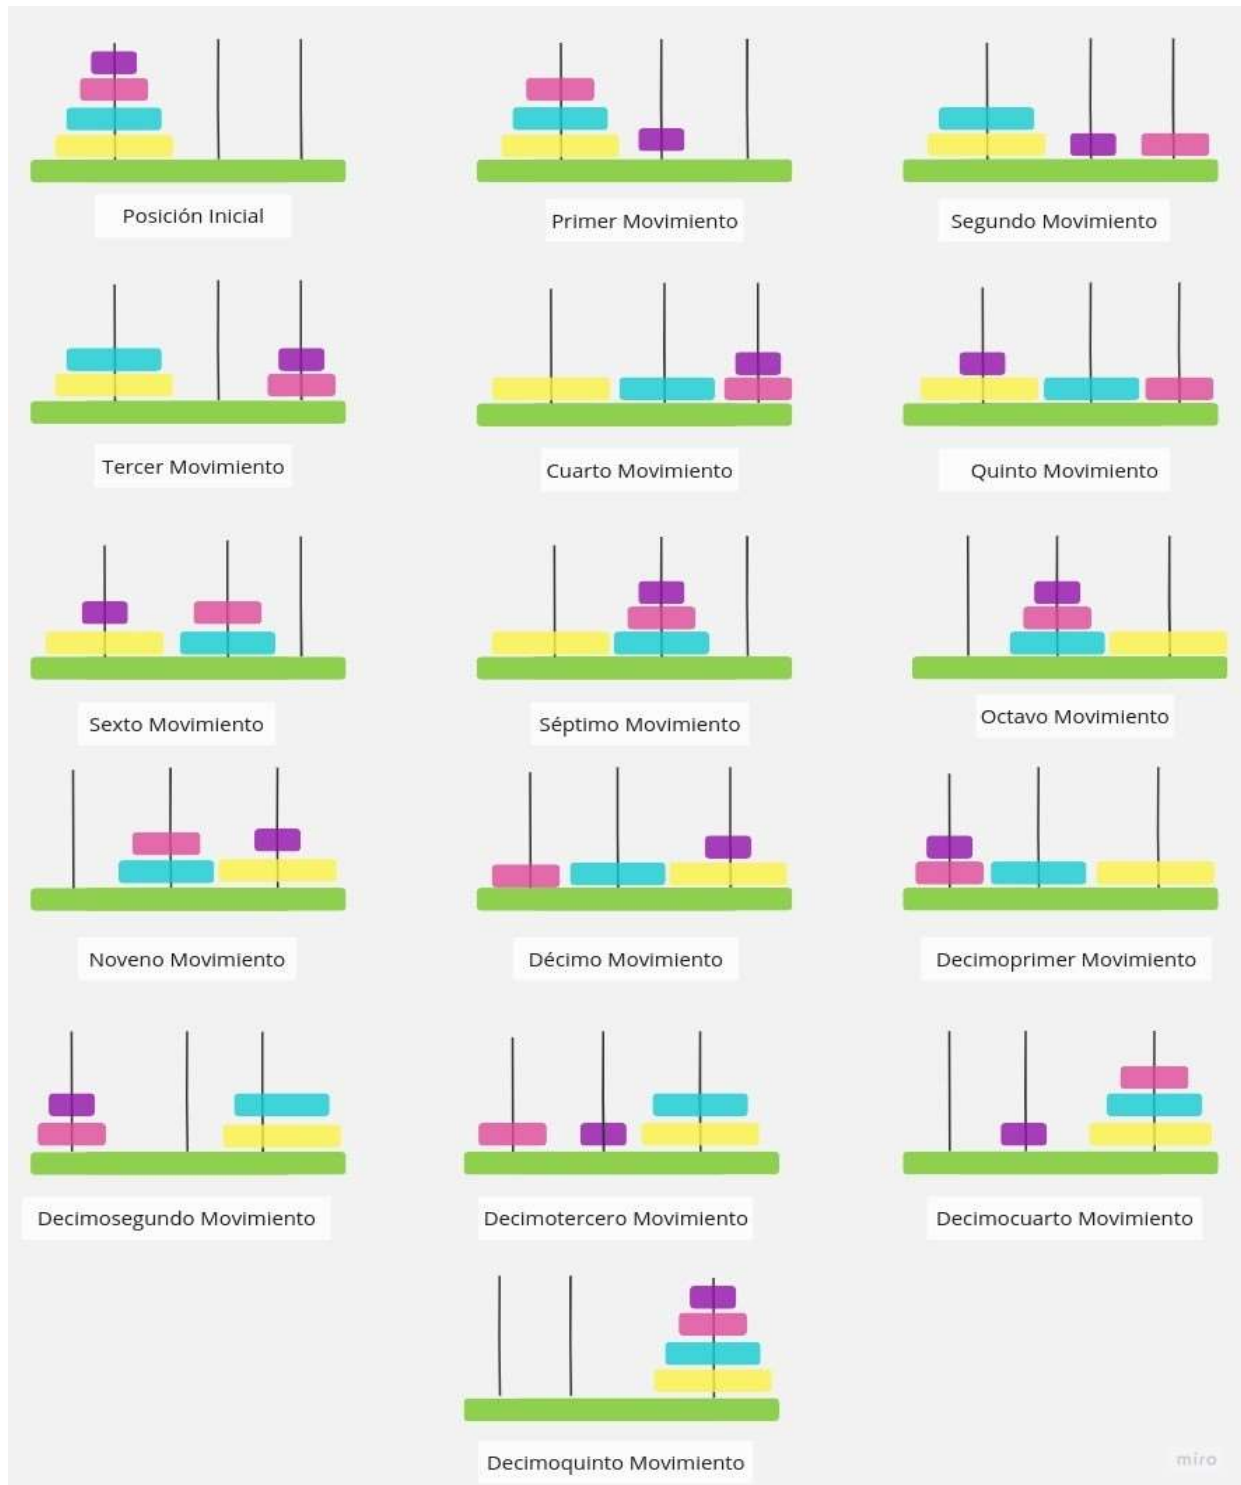 Posición Inicial
Primer Movimiento
Segundo Movimiento
Tercer Movimiento
Cuarto Movimiento
Quinto Movimiento
Sexto Movimiento
Séptimo Movimiento
Octavo Movimiento
Noveno Movimiento
Décimo Movimiento
Decimoprimer Movimiento
Decimosegundo Movimiento
Decimotercero Movimiento
Decimocuarto Movimiento
Decimoquinto Movimiento
miro